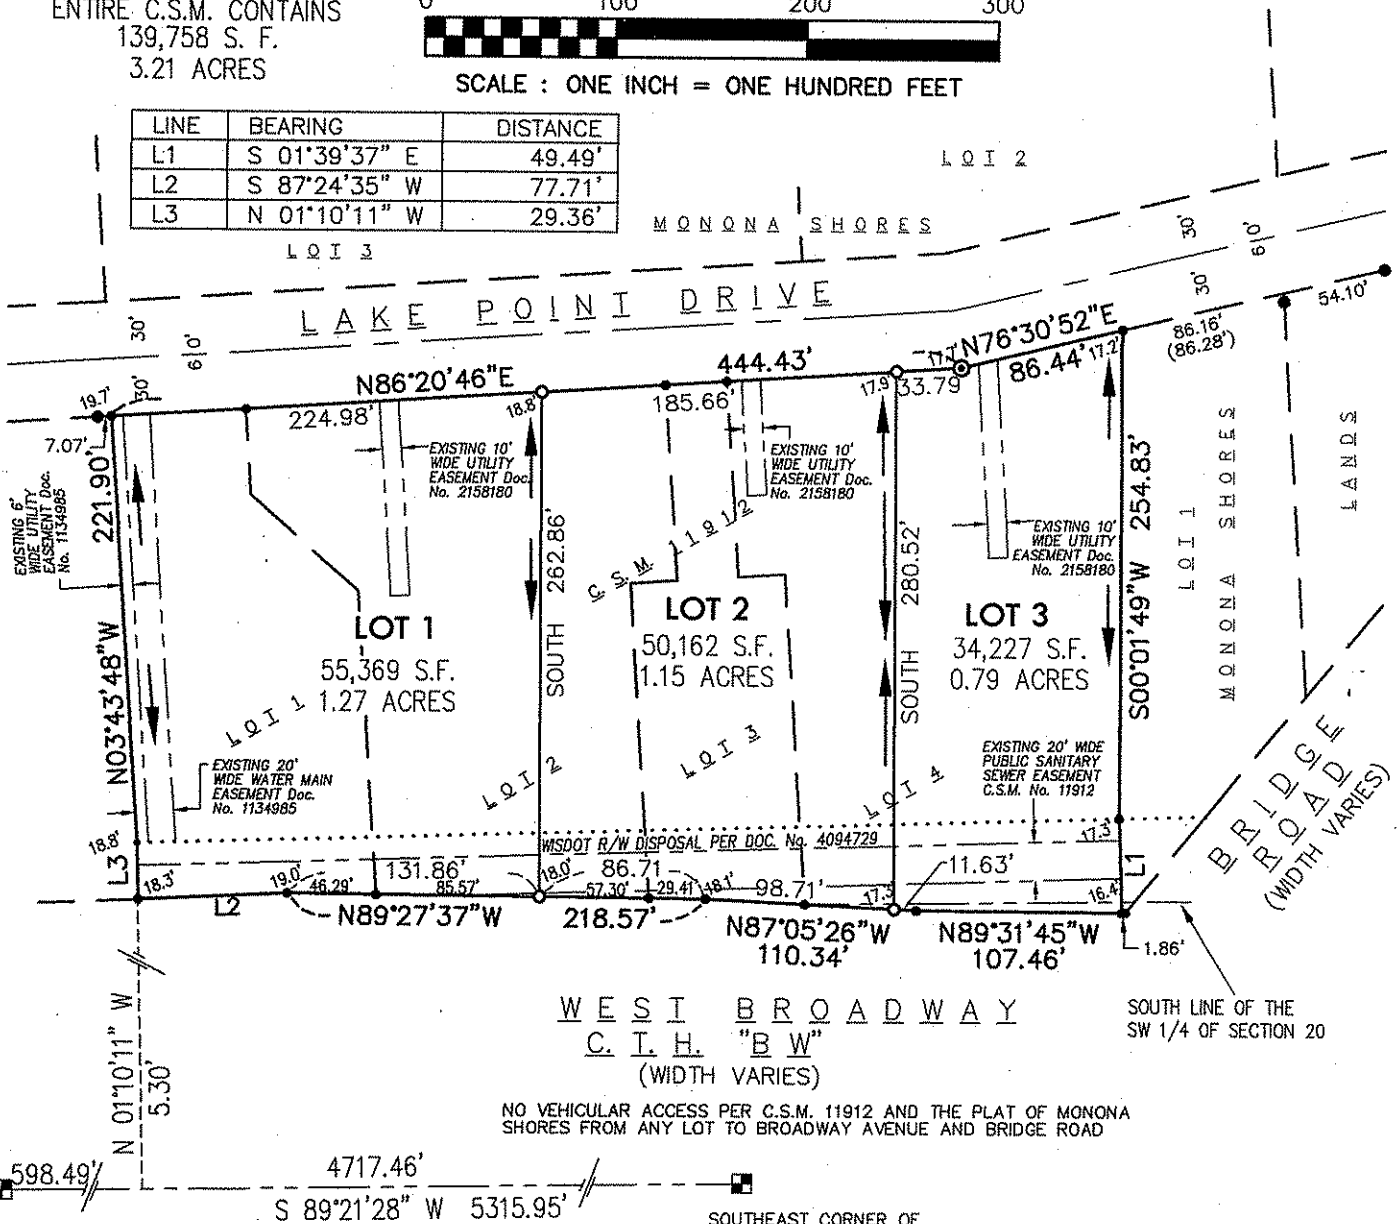 ENTIRE C.S.M. CONTAINS
139,758 S. F.
3.21 ACRES
0 100 200 300
SCALE : ONE INCH = ONE HUNDRED FEET
LINE BEARING DISTANCE
L1 S 01°39'37" E 49.49'
L2 S 87°24'35" W 77.71'
L3 N 01°10'11" W 29.36'
LOT 2
MONONA SHORES
LOT 3
LAKE POINT DRIVE
30'
60'
30'
30'
60'
30'
54.10'
86.16'
(86.28')
N76°30'52"E
86.44'
17.2'
17.7'
444.43'
N86°20'46"E
19.7'
7.07'
224.98'
18.8'
185.66'
17.9'
33.79
221.90'
N03°43'48"W
EXISTING 6'
WIDE UTILITY
EASEMENT Doc.
No. 1134985
EXISTING 10'
WIDE UTILITY
EASEMENT Doc.
No. 2158180
EXISTING 10'
WIDE UTILITY
EASEMENT Doc.
No. 2158180
EXISTING 10'
WIDE UTILITY
EASEMENT Doc.
No. 2158180
C.S.M. 11912
SOUTH 262.86'
SOUTH 280.52'
S00°01'49"W 254.83'
LOT 1
MONONA SHORES
LANDS
LOT 1
55,369 S.F.
1.27 ACRES
LOT 2
50,162 S.F.
1.15 ACRES
LOT 3
34,227 S.F.
0.79 ACRES
LOT 1
LOT 2
LOT 3
LOT 4
EXISTING 20'
WIDE WATER MAIN
EASEMENT Doc.
No. 1134985
EXISTING 20' WIDE
PUBLIC SANITARY
SEWER EASEMENT
C.S.M. No. 11912
BRIDGE
ROAD
(WIDTH VARIES)
WISDOT R/W DISPOSAL PER DOC. No. 4094729
18.8'
L3
18.3'
L2
19.0'
131.86'
46.29'
85.57'
18.0'
86.71
57.30'
29.41'
18.1'
98.71'
17.3'
11.63'
17.3'
L1
16.4'
1.86'
N89°27'37"W
218.57'
N87°05'26"W
110.34'
N89°31'45"W
107.46'
WEST BROADWAY
C. T. H. "B W"
(WIDTH VARIES)
SOUTH LINE OF THE
SW 1/4 OF SECTION 20
NO VEHICULAR ACCESS PER C.S.M. 11912 AND THE PLAT OF MONONA
SHORES FROM ANY LOT TO BROADWAY AVENUE AND BRIDGE ROAD
N 01°10'11" W
5.30'
598.49'
4717.46'
S 89°21'28" W 5315.95'
SOUTHEAST CORNER OF